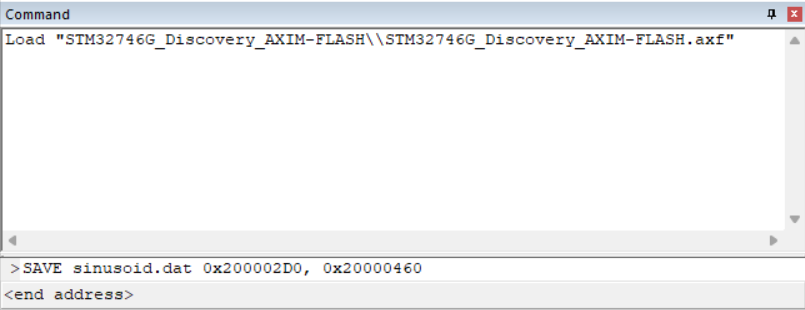 Command
Load "STM32746G_Discovery_AXIM-FLASH\\STM32746G_Discovery_AXIM-FLASH.axf"
>SAVE sinusoid.dat 0x200002D0, 0x20000460
<end address>